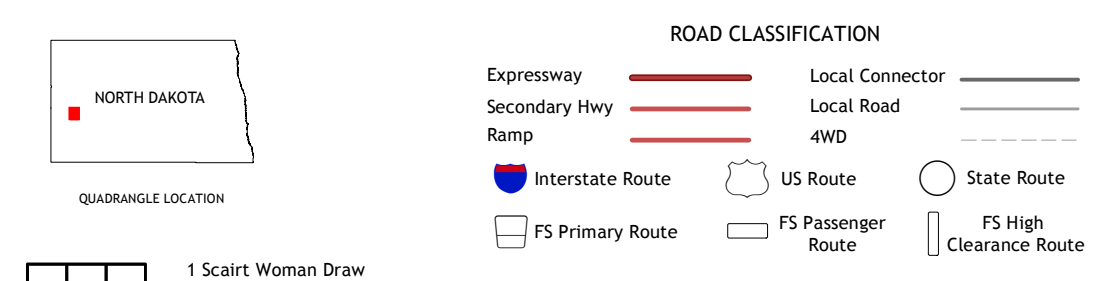 NORTH DAKOTA
QUADRANGLE LOCATION
1 Scairt Woman Draw
ROAD CLASSIFICATION
Expressway
Secondary Hwy
Ramp
Local Connector
Local Road
4WD
Interstate Route
US Route
State Route
FS Primary Route
FS Passenger
Route
FS High
Clearance Route